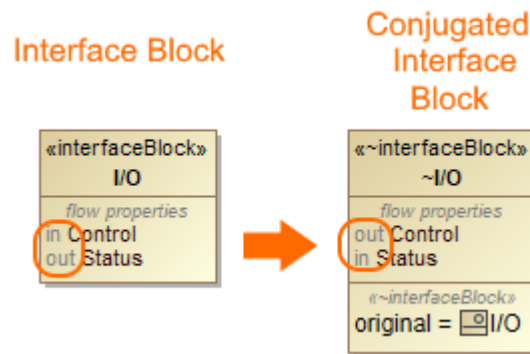 Interface Block
Conjugated
Interface
Block
«interfaceBlock»
I/O
flow properties
in Control
out Status
«~interfaceBlock»
~I/O
flow properties
out Control
in Status
«~interfaceBlock»
original = I/O